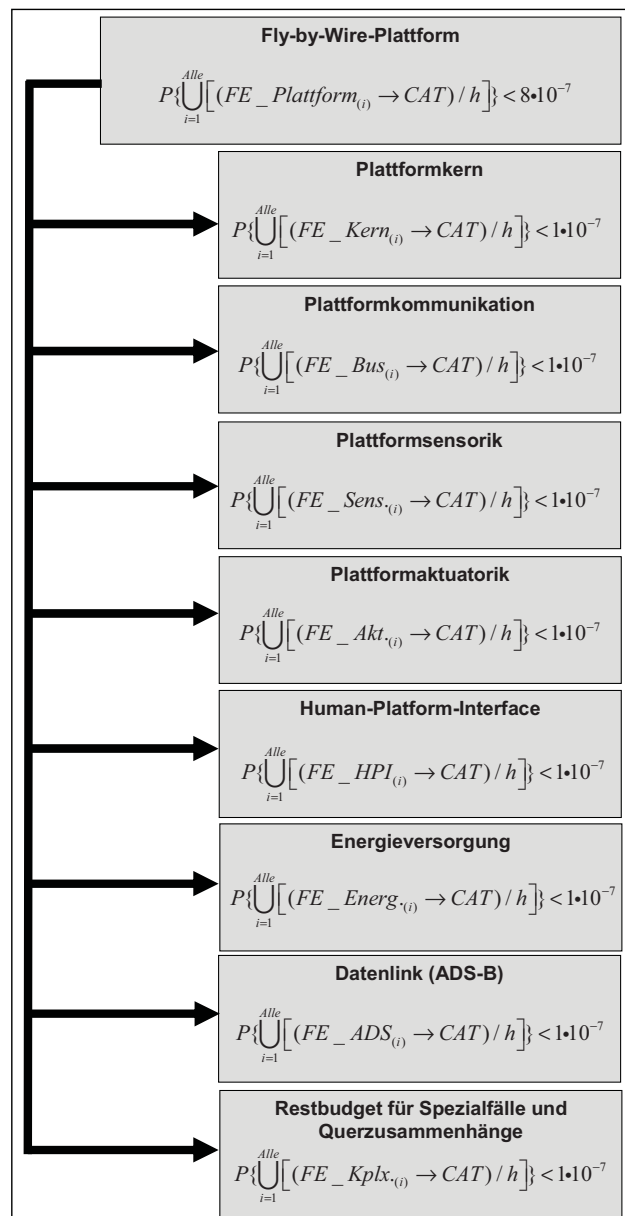 Fly-by-Wire-Plattform
P{⋃_{i=1}^{Alle}[(FE_Plattform_{(i)} → CAT)/h]} < 8•10^{−7}
Plattformkern
P{⋃_{i=1}^{Alle}[(FE_Kern_{(i)} → CAT)/h]} < 1•10^{−7}
Plattformkommunikation
P{⋃_{i=1}^{Alle}[(FE_Bus_{(i)} → CAT)/h]} < 1•10^{−7}
Plattformsensorik
P{⋃_{i=1}^{Alle}[(FE_Sens._{(i)} → CAT)/h]} < 1•10^{−7}
Plattformaktuatorik
P{⋃_{i=1}^{Alle}[(FE_Akt._{(i)} → CAT)/h]} < 1•10^{−7}
Human-Platform-Interface
P{⋃_{i=1}^{Alle}[(FE_HPI_{(i)} → CAT)/h]} < 1•10^{−7}
Energieversorgung
P{⋃_{i=1}^{Alle}[(FE_Energ._{(i)} → CAT)/h]} < 1•10^{−7}
Datenlink (ADS-B)
P{⋃_{i=1}^{Alle}[(FE_ADS_{(i)} → CAT)/h]} < 1•10^{−7}
Restbudget für Spezialfälle und
Querzusammenhänge
P{⋃_{i=1}^{Alle}[(FE_Kplx._{(i)} → CAT)/h]} < 1•10^{−7}